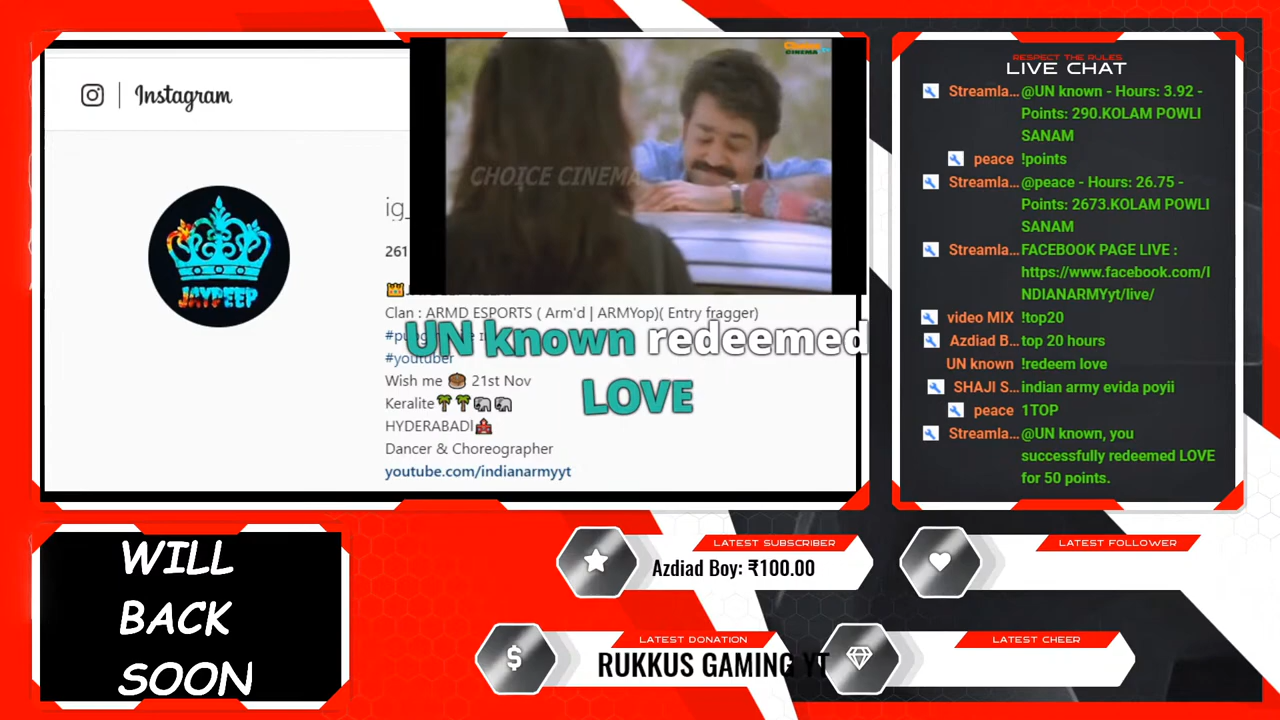 Instagram
JAYPEEP
ig_
261
Clan : ARMD ESPORTS ( Arm'd | ARMYop)( Entry fragger)
#youtuber
Wish me 21st Nov
Keralite
HYDERABADI
Dancer & Choreographer
youtube.com/indianarmyyt
CHOICE CINEMA
UN known redeemed
LOVE
RESPECT THE RULES
LIVE CHAT
Streamla... @UN known - Hours: 3.92 -
Points: 290.KOLAM POWLI
SANAM
peace !points
Streamla... @peace - Hours: 26.75 -
Points: 2673.KOLAM POWLI
SANAM
Streamla... FACEBOOK PAGE LIVE :
https://www.facebook.com/I
NDIANARMYyt/live/
video MIX !top20
Azdiad B... top 20 hours
UN known !redeem love
SHAJI S... indian army evida poyii
peace 1TOP
Streamla... @UN known, you
successfully redeemed LOVE
for 50 points.
WILL
BACK
SOON
LATEST SUBSCRIBER
Azdiad Boy: ₹100.00
LATEST FOLLOWER
LATEST DONATION
RUKKUS GAMING YT
LATEST CHEER